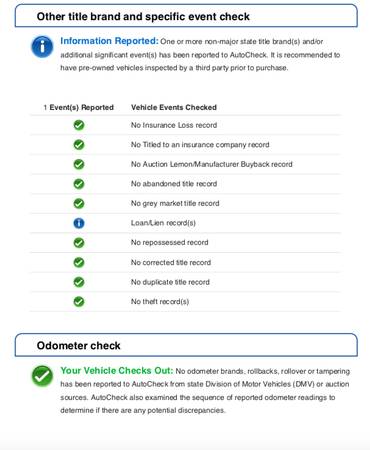 Other title brand and specific event check
Information Reported: One or more non-major state title brand(s) and/or
additional significant event(s) has been reported to AutoCheck. It is recommended to
have pre-owned vehicles inspected by a third party prior to purchase.
1 Event(s) Reported Vehicle Events Checked
No Insurance Loss record
No Titled to an insurance company record
No Auction Lemon/Manufacturer Buyback record
No abandoned title record
No grey market title record
Loan/Lien record(s)
No repossessed record
No corrected title record
No duplicate title record
No theft record(s)
Odometer check
Your Vehicle Checks Out: No odometer brands, rollbacks, rollover or tampering
has been reported to AutoCheck from state Division of Motor Vehicles (DMV) or auction
sources. AutoCheck also examined the sequence of reported odometer readings to
determine if there are any potential discrepancies.